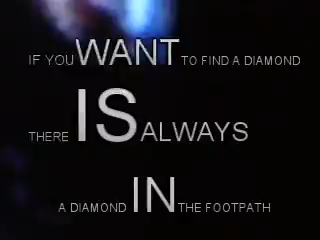 IF YOU WANT TO FIND A DIAMOND
THERE IS ALWAYS
A DIAMOND IN THE FOOTPATH